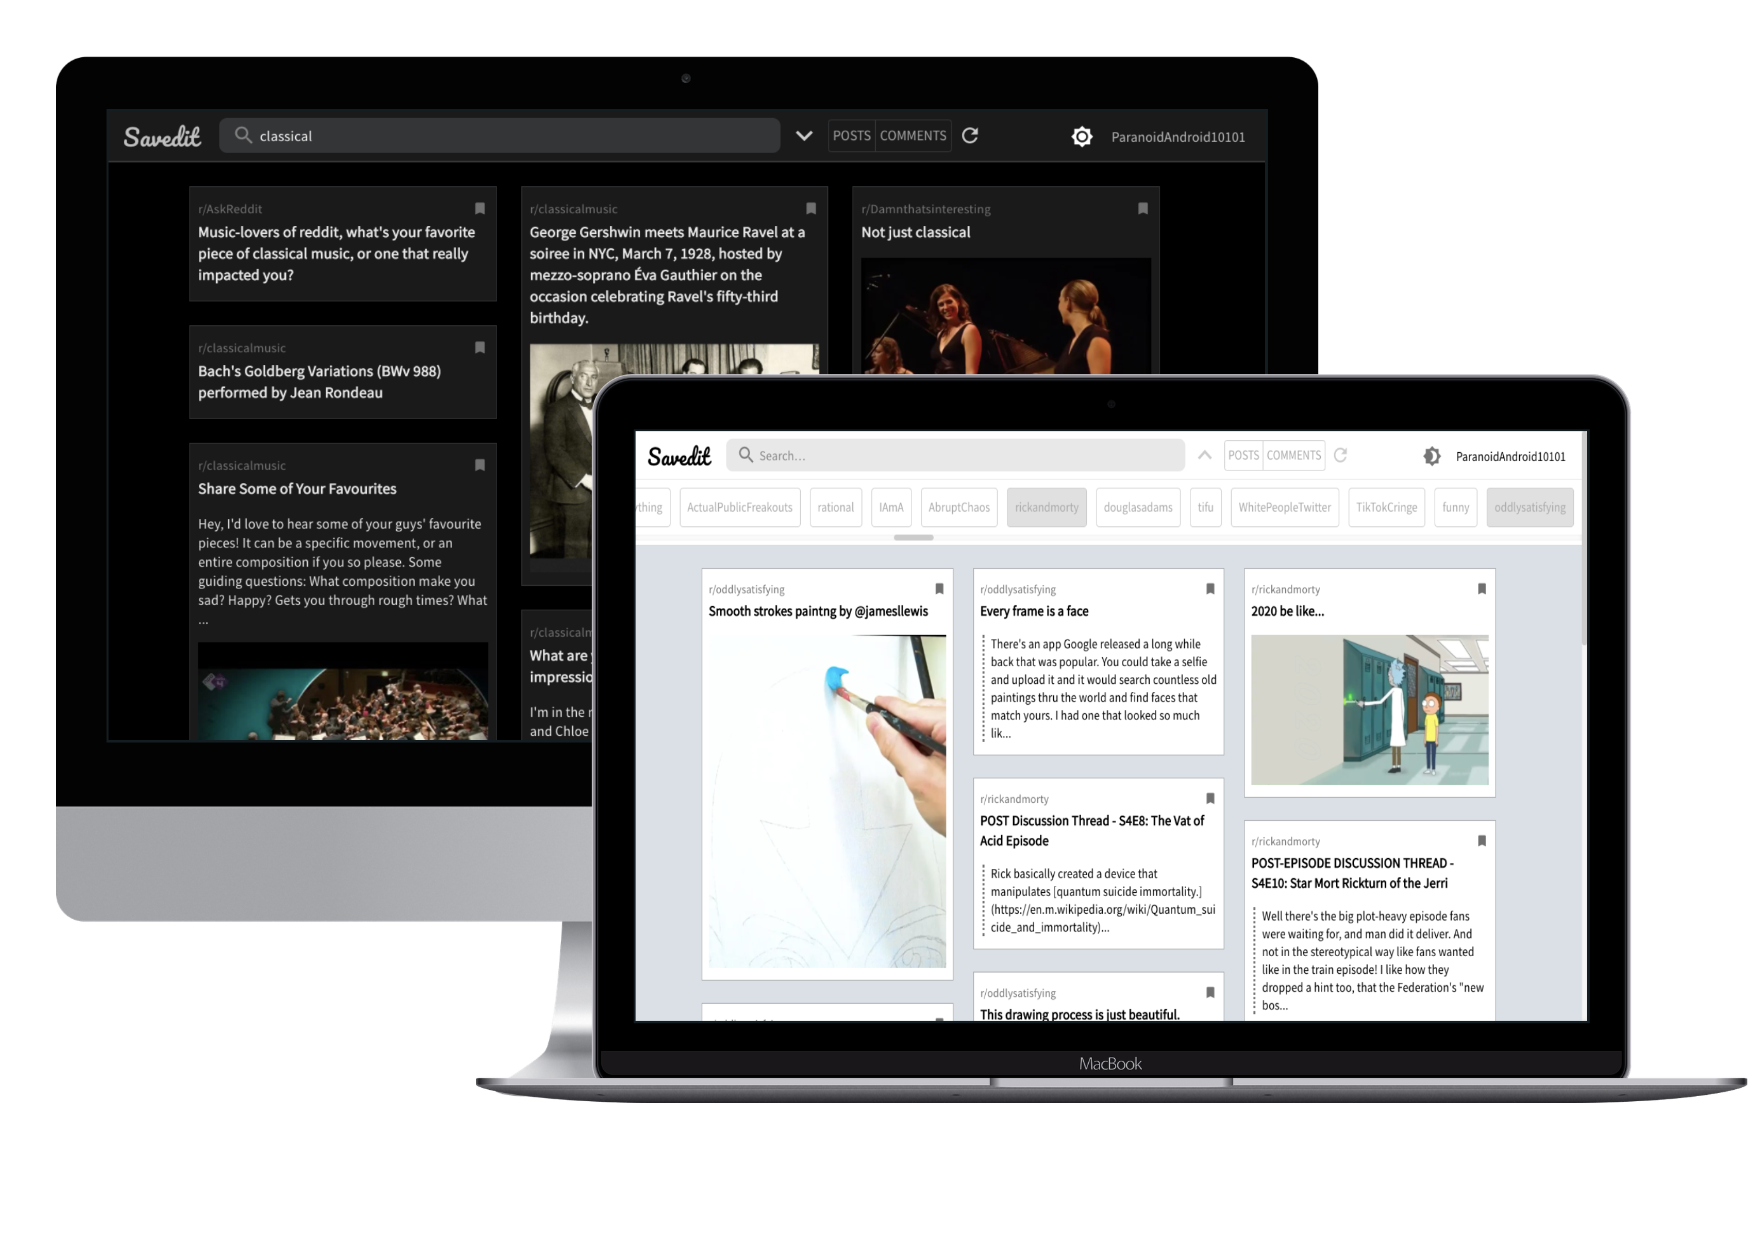 Savedit
classical
POSTS
COMMENTS
ParanoidAndroid10101
r/AskReddit
Music-lovers of reddit, what's your favorite
piece of classical music, or one that really
impacted you?
r/classicalmusic
Bach's Goldberg Variations (BWv 988)
performed by Jean Rondeau
r/classicalmusic
Share Some of Your Favourites
Hey, I'd love to hear some of your guys' favourite
pieces! It can be a specific movement, or an
entire composition if you so please. Some
guiding questions: What composition make you
sad? Happy? Gets you through rough times? What
...
r/classicalmusic
George Gershwin meets Maurice Ravel at a
soiree in NYC, March 7, 1928, hosted by
mezzo-soprano Éva Gauthier on the
occasion celebrating Ravel's fifty-third
birthday.
What are
impressio
I'm in the
and Chloe
r/Damnthatsinteresting
Not just classical
Savedit
Search...
POSTS
COMMENTS
ParanoidAndroid10101
thing
ActualPublicFreakouts
rational
IAmA
AbruptChaos
rickandmorty
douglasadams
tifu
WhitePeopleTwitter
TikTokCringe
funny
oddlysatisfying
r/oddlysatisfying
Smooth strokes paintng by @jamesllewis
r/oddlysatisfying
Every frame is a face
There's an app Google released a long while
back that was popular. You could take a selfie
and upload it and it would search countless old
paintings thru the world and find faces that
match yours. I had one that looked so much
lik...
r/rickandmorty
POST Discussion Thread - S4E8: The Vat of
Acid Episode
Rick basically created a device that
manipulates [quantum suicide immortality.]
(https://en.m.wikipedia.org/wiki/Quantum_sui
cide_and_immortality)...
r/oddlysatisfying
This drawing process is just beautiful.
r/rickandmorty
2020 be like...
r/rickandmorty
POST-EPISODE DISCUSSION THREAD -
S4E10: Star Mort Rickturn of the Jerri
Well there's the big plot-heavy episode fans
were waiting for, and man did it deliver. And
not in the stereotypical way like fans wanted
like in the train episode! I like how they
dropped a hint too, that the Federation's "new
bos...
MacBook